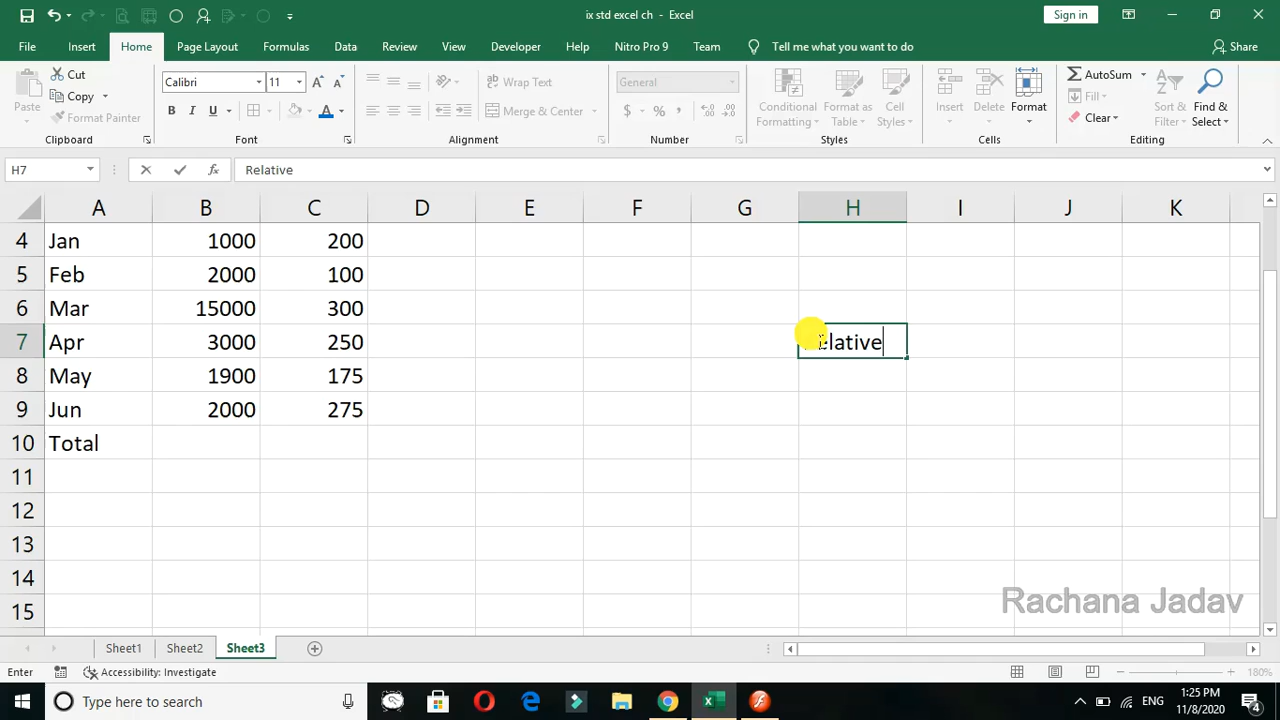 ix std excel ch - Excel
Sign in
File Insert Home Page Layout Formulas Data Review View Developer Help Nitro Pro 9 Team Tell me what you want to do Share
Paste
Cut
Copy
Format Painter
Clipboard
Calibri 11
B I U
Font
Wrap Text
Merge & Center
Alignment
General
$ % ,
Number
Conditional Formatting
Format as Table
Cell Styles
Styles
Insert Delete Format
Cells
AutoSum
Fill
Clear
Sort & Filter
Find & Select
Editing
H7 fx Relative
A B C D E F G H I J K
4 Jan 1000 200
5 Feb 2000 100
6 Mar 15000 300
7 Apr 3000 250 Relative
8 May 1900 175
9 Jun 2000 275
10 Total
11
12
13
14
15
Rachana Jadav
Sheet1 Sheet2 Sheet3
Enter Accessibility: Investigate 180%
Type here to search
ENG
1:25 PM
11/8/2020
4